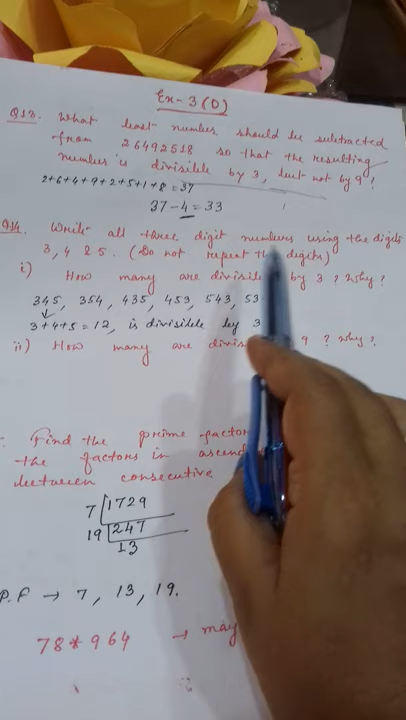 Ex-3(D)
Q13. What least number should be subtracted
from 26492518 so that the resulting
number is divisible by 3, but not by 9?
2+6+4+9+2+5+1+8=37
37-4=33
Q14. Write all three digit numbers using the digits
3, 4 & 5. (Do not repeat the digits)
i) How many are divisible by 3? Why?
345, 354, 435, 453, 543, 53
3+4+5=12, is divisible by 3
ii) How many are divis 9? Why?
Find the prime factor
the factors in ascend
between consecutive
7 1729
19 247
13
P.F → 7, 13, 19.
78*964 → may